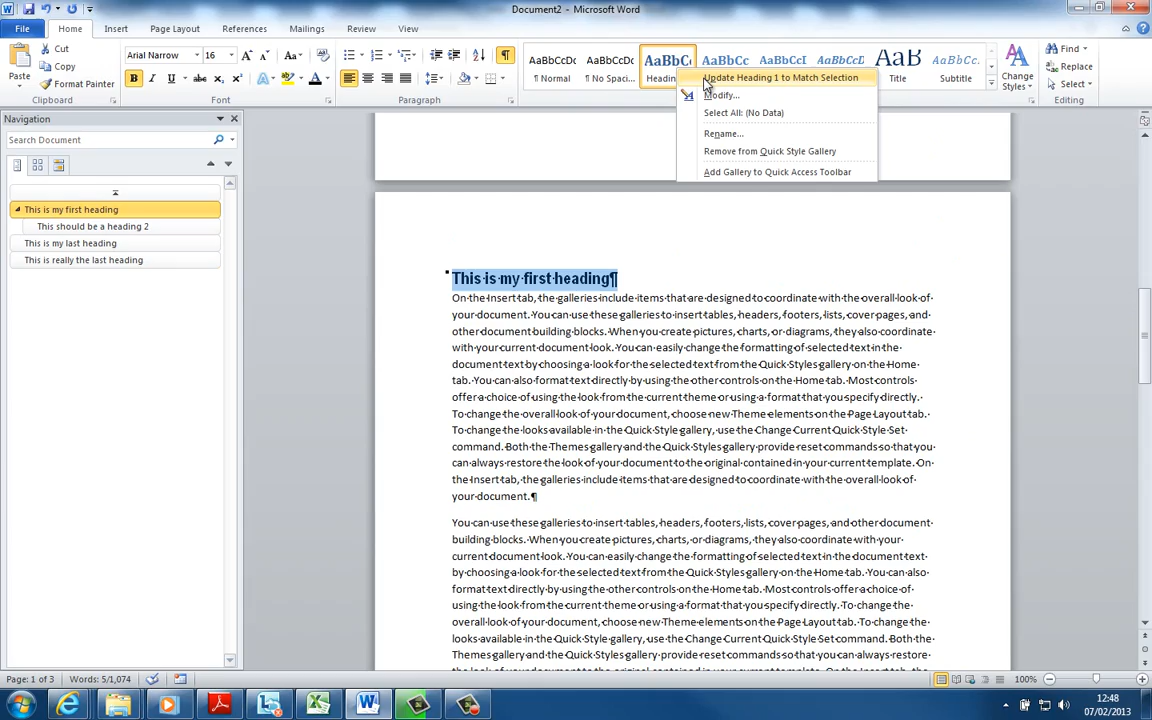 Document2 - Microsoft Word
File Home Insert Page Layout References Mailings Review View
Paste Cut Copy Format Painter
Clipboard
Arial Narrow 16
Aa
B I U abc x₂ x² A
Font
Paragraph
AaBbCcDc AaBbCcDc AaBbCc AaBbCc AaBbCcI AaBbCcD AaB AaBbCc.
¶ Normal ¶ No Spaci... Headin Title Subtitle
Change Styles
Find
Replace
Select
Editing
Update Heading 1 to Match Selection
Modify...
Select All: (No Data)
Rename...
Remove from Quick Style Gallery
Add Gallery to Quick Access Toolbar
Navigation
Search Document
This is my first heading
This should be a heading 2
This is my last heading
This is really the last heading
This·is·my·first·heading¶
On·the·Insert·tab,·the·galleries·include·items·that·are·designed·to·coordinate·with·the·overall·look·of·
your·document.·You·can·use·these·galleries·to·insert·tables,·headers,·footers,·lists,·cover·pages,·and·
other·document·building·blocks.·When·you·create·pictures,·charts,·or·diagrams,·they·also·coordinate·
with·your·current·document·look.·You·can·easily·change·the·formatting·of·selected·text·in·the·
document·text·by·choosing·a·look·for·the·selected·text·from·the·Quick·Styles·gallery·on·the·Home·
tab.·You·can·also·format·text·directly·by·using·the·other·controls·on·the·Home·tab.·Most·controls·
offer·a·choice·of·using·the·look·from·the·current·theme·or·using·a·format·that·you·specify·directly.·
To·change·the·overall·look·of·your·document,·choose·new·Theme·elements·on·the·Page·Layout·tab.·
To·change·the·looks·available·in·the·Quick·Style·gallery,·use·the·Change·Current·Quick·Style·Set·
command.·Both·the·Themes·gallery·and·the·Quick·Styles·gallery·provide·reset·commands·so·that·you·
can·always·restore·the·look·of·your·document·to·the·original·contained·in·your·current·template.·On·
the·Insert·tab,·the·galleries·include·items·that·are·designed·to·coordinate·with·the·overall·look·of·
your·document.¶
You·can·use·these·galleries·to·insert·tables,·headers,·footers,·lists,·cover·pages,·and·other·document·
building·blocks.·When·you·create·pictures,·charts,·or·diagrams,·they·also·coordinate·with·your·
current·document·look.·You·can·easily·change·the·formatting·of·selected·text·in·the·document·text·
by·choosing·a·look·for·the·selected·text·from·the·Quick·Styles·gallery·on·the·Home·tab.·You·can·also·
format·text·directly·by·using·the·other·controls·on·the·Home·tab.·Most·controls·offer·a·choice·of·
using·the·look·from·the·current·theme·or·using·a·format·that·you·specify·directly.·To·change·the·
overall·look·of·your·document,·choose·new·Theme·elements·on·the·Page·Layout·tab.·To·change·the·
looks·available·in·the·Quick·Style·gallery,·use·the·Change·Current·Quick·Style·Set·command.·Both·the·
Themes·gallery·and·the·Quick·Styles·gallery·provide·reset·commands·so·that·you·can·always·restore·
the·look·of·your·document·to·the·original·contained·in·your·current·template.·On·the·Insert·tab,·the·
Page: 1 of 3 Words: 5/1,074 100%
12:48
07/02/2013